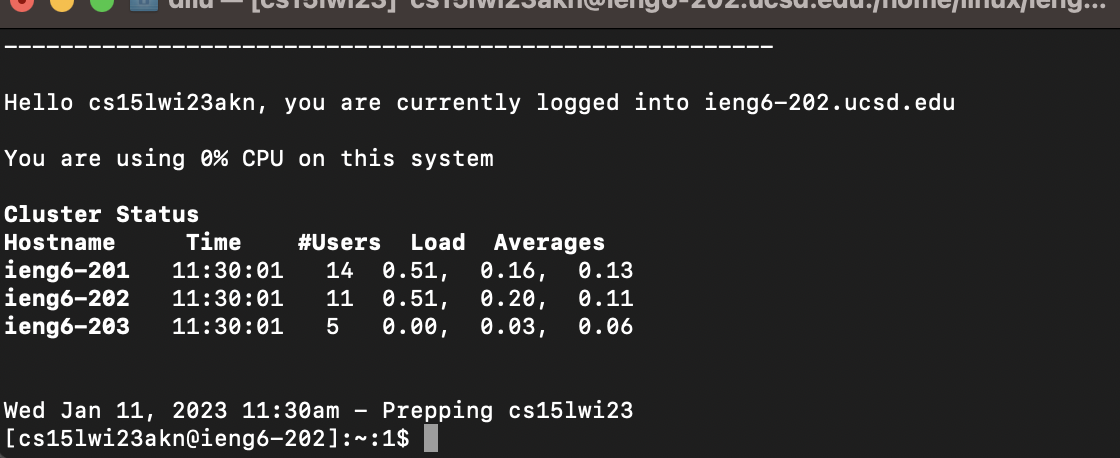 [cs15lwi23] cs15lwi23akn@ieng6-202.ucsd.edu:/home/linux/ieng...
Hello cs15lwi23akn, you are currently logged into ieng6-202.ucsd.edu
You are using 0% CPU on this system
Cluster Status
Hostname Time #Users Load Averages
ieng6-201 11:30:01 14 0.51, 0.16, 0.13
ieng6-202 11:30:01 11 0.51, 0.20, 0.11
ieng6-203 11:30:01 5 0.00, 0.03, 0.06
Wed Jan 11, 2023 11:30am - Prepping cs15lwi23
[cs15lwi23akn@ieng6-202]:~:1$